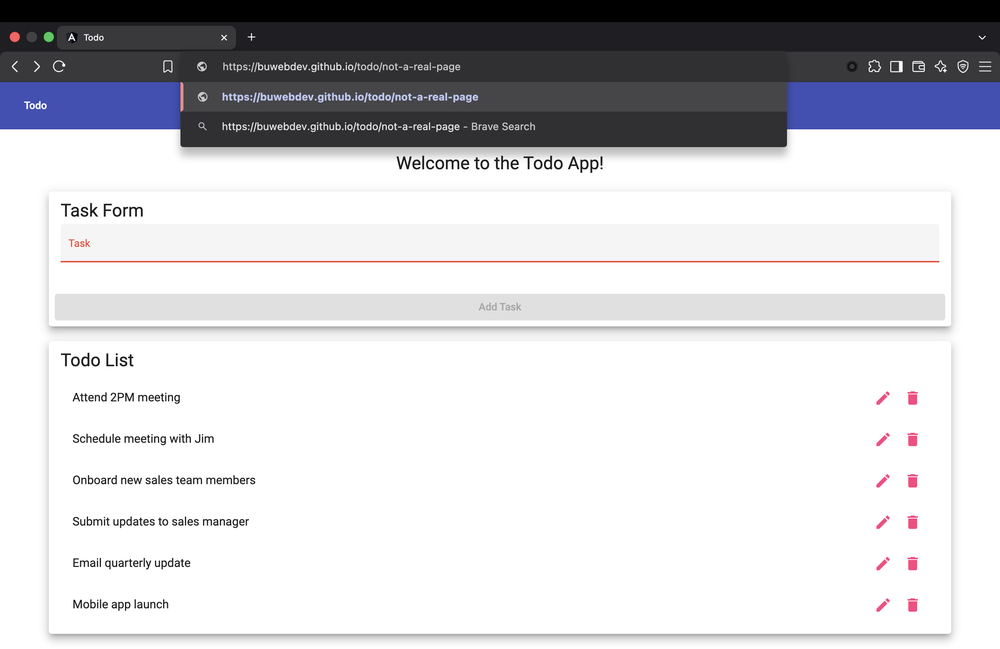 Todo
https://buwebdev.github.io/todo/not-a-real-page
https://buwebdev.github.io/todo/not-a-real-page
https://buwebdev.github.io/todo/not-a-real-page – Brave Search
Todo
Welcome to the Todo App!
Task Form
Task
Add Task
Todo List
Attend 2PM meeting
Schedule meeting with Jim
Onboard new sales team members
Submit updates to sales manager
Email quarterly update
Mobile app launch